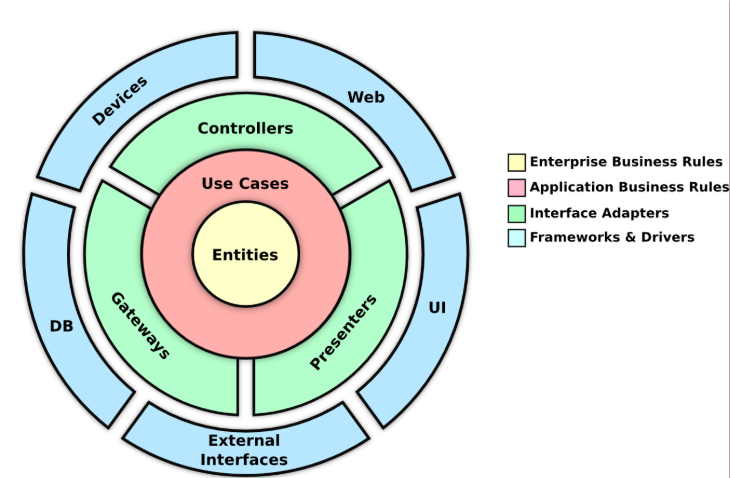 Devices
Web
Controllers
Use Cases
Entities
Gateways
Presenters
DB
UI
External
Interfaces
Enterprise Business Rules
Application Business Rules
Interface Adapters
Frameworks & Drivers